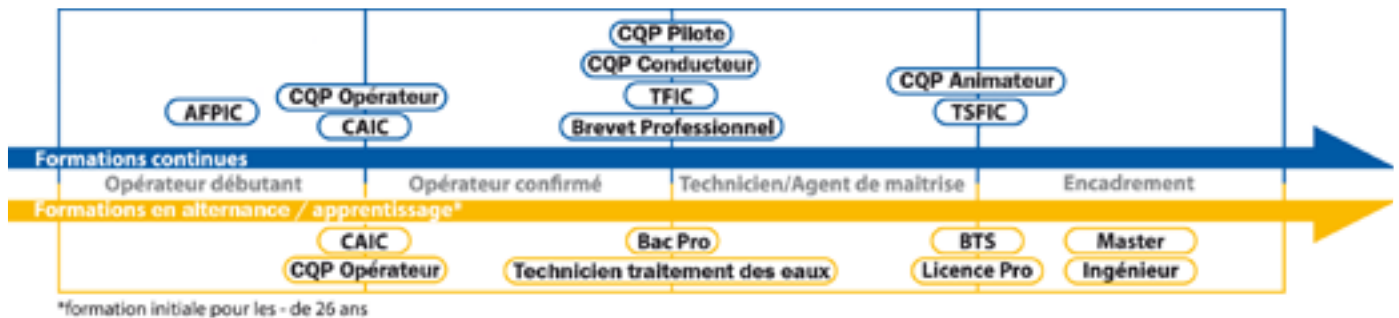 CQP Pilote
CQP Conducteur
CQP Animateur
CQP Opérateur
TFIC
AFPIC
TSFIC
CAIC
Brevet Professionnel
Formations continues
Opérateur débutant
Opérateur confirmé
Technicien/Agent de maîtrise
Encadrement
Formations en alternance / apprentissage*
CAIC
Bac Pro
BTS
Master
CQP Opérateur
Technicien traitement des eaux
Licence Pro
Ingénieur
*formation initiale pour les - de 26 ans